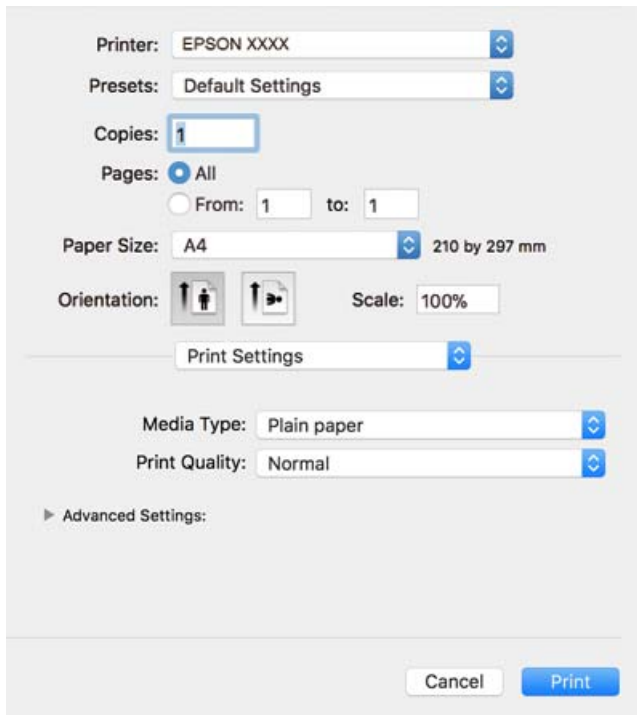 Printer: EPSON XXXX
Presets: Default Settings
Copies: 1
Pages: All
From: 1 to: 1
Paper Size: A4 210 by 297 mm
Orientation: Scale: 100%
Print Settings
Media Type: Plain paper
Print Quality: Normal
Advanced Settings:
Cancel Print